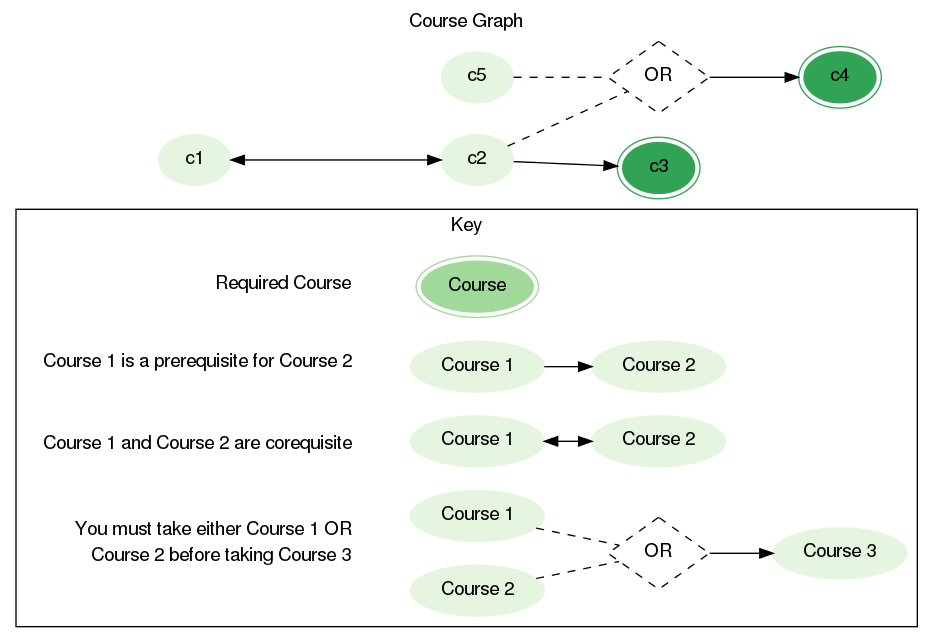 Course Graph
c5
OR
c4
c1
c2
c3
Key
Required Course
Course
Course 1 is a prerequisite for Course 2
Course 1
Course 2
Course 1 and Course 2 are corequisite
Course 1
Course 2
You must take either Course 1 OR
Course 2 before taking Course 3
Course 1
Course 2
OR
Course 3